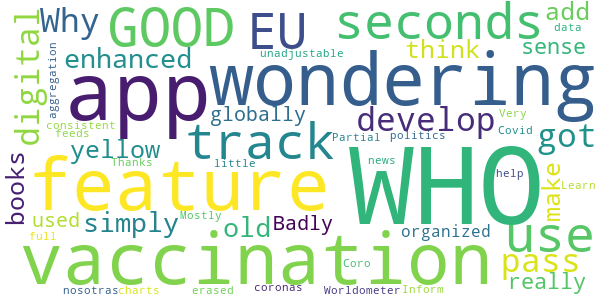 Why GOOD EU seconds add
data
digital aggregation enhanced app unadjustable think sense
wondering
globally develop
consistent
feeds
track Partial politics Very
Covid got
books yellow Thanks little WHO news help make Learn
feature
used simply Mostly old Badly organized use
full
vaccination Coro pass
really
nosotras charts erased coronas Worldometer Inform